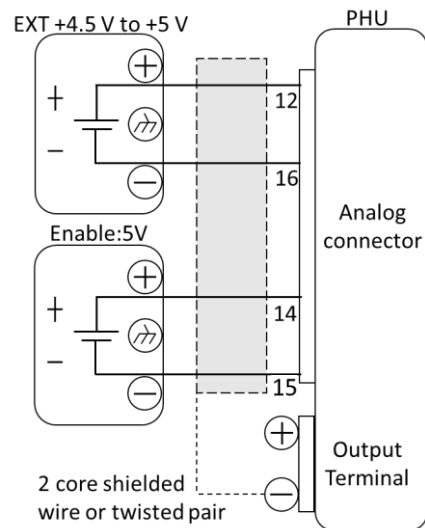 EXT +4.5 V to +5 V
PHU
+
+
12
−
−
16
Analog
connector
Enable:5V
+
+
14
−
−
15
+
Output
Terminal
−
2 core shielded
wire or twisted pair